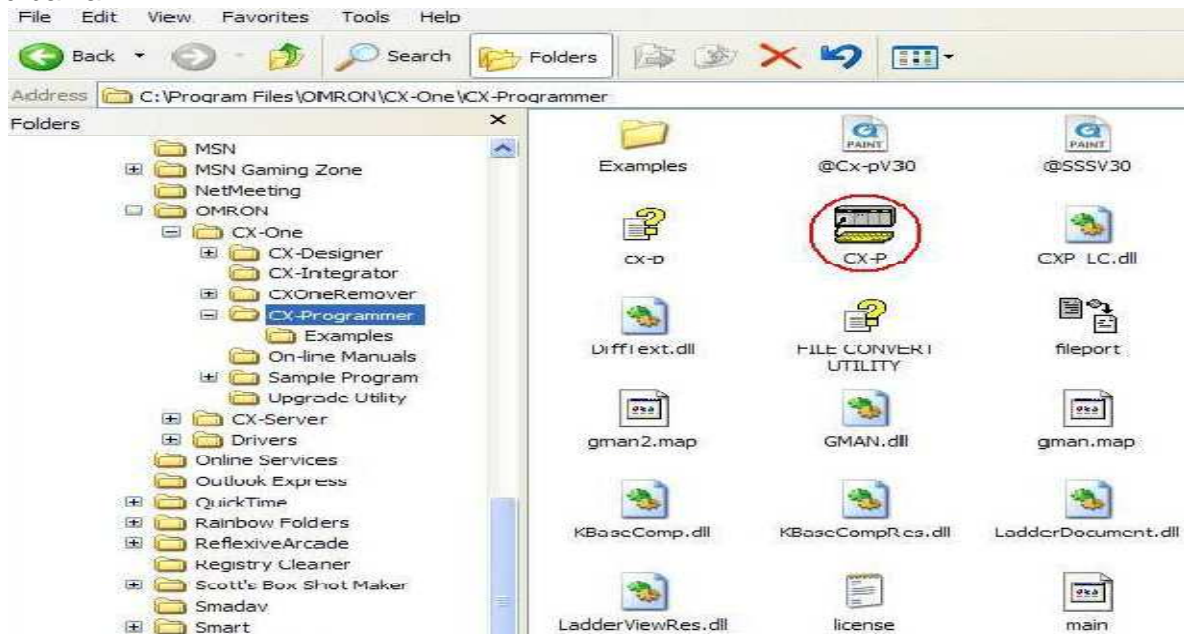 File Edit View Favorites Tools Help
Back Search Folders
Address C:\Program Files\OMRON\CX-One\CX-Programmer
Folders
MSN
MSN Gaming Zone
NetMeeting
OMRON
CX-One
CX-Designer
CX-Integrator
CXOneRemover
CX-Programmer
Examples
On-line Manuals
Sample Program
Upgrade Utility
CX-Server
Drivers
Online Services
Outlook Express
QuickTime
Rainbow Folders
ReflexiveArcade
Registry Cleaner
Scott's Box Shot Maker
Smadav
Smart
PAINT PAINT
Examples @Cx-pV30 @SSSV30
cx-p CX-P CXP_LC.dll
DiffText.dll FILE CONVERT fileport
UTILITY
gman2.map GMAN.dll gman.map
KBaseComp.dll KBaseCompRes.dll LadderDocument.dll
LadderViewRes.dll license main